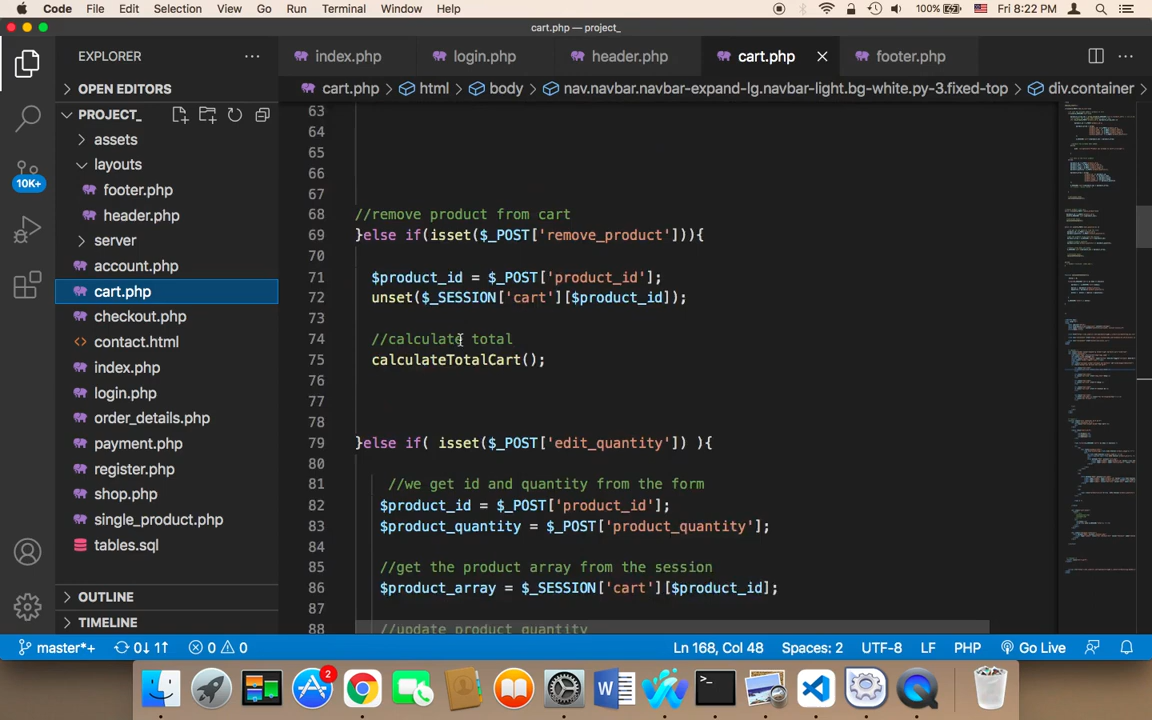 Code File Edit Selection View Go Run Terminal Window Help 100% Fri 8:22 PM
cart.php — project_
EXPLORER
index.php login.php header.php cart.php footer.php
OPEN EDITORS
cart.php > html > body > nav.navbar.navbar-expand-lg.navbar-light.bg-white.py-3.fixed-top > div.container
PROJECT_
assets
layouts
footer.php
header.php
10K+
server
account.php
cart.php
checkout.php
contact.html
index.php
login.php
order_details.php
payment.php
register.php
shop.php
single_product.php
tables.sql
OUTLINE
TIMELINE
63
64
65
66
67
68 //remove product from cart
69 }else if(isset($_POST['remove_product'])){
70
71 $product_id = $_POST['product_id'];
72 unset($_SESSION['cart'][$product_id]);
73
74 //calculate total
75 calculateTotalCart();
76
77
78
79 }else if( isset($_POST['edit_quantity']) ){
80
81 //we get id and quantity from the form
82 $product_id = $_POST['product_id'];
83 $product_quantity = $_POST['product_quantity'];
84
85 //get the product array from the session
86 $product_array = $_SESSION['cart'][$product_id];
87
88 //update product quantity
master*+ 0↓ 1↑ 0 0 Ln 168, Col 48 Spaces: 2 UTF-8 LF PHP Go Live
2